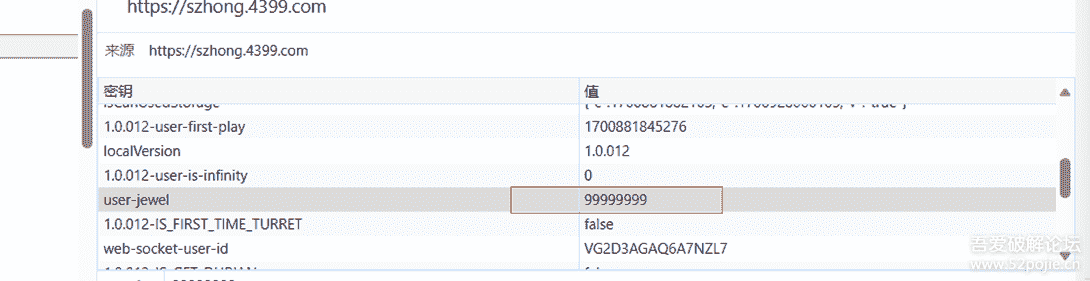 https://szhong.4399.com
来源 https://szhong.4399.com
密钥 值
1.0.012-user-first-play 1700881845276
localVersion 1.0.012
1.0.012-user-is-infinity 0
user-jewel 99999999
1.0.012-IS_FIRST_TIME_TURRET false
web-socket-user-id VG2D3AGAQ6A7NZL7
吾爱破解论坛
www.52pojie.cn